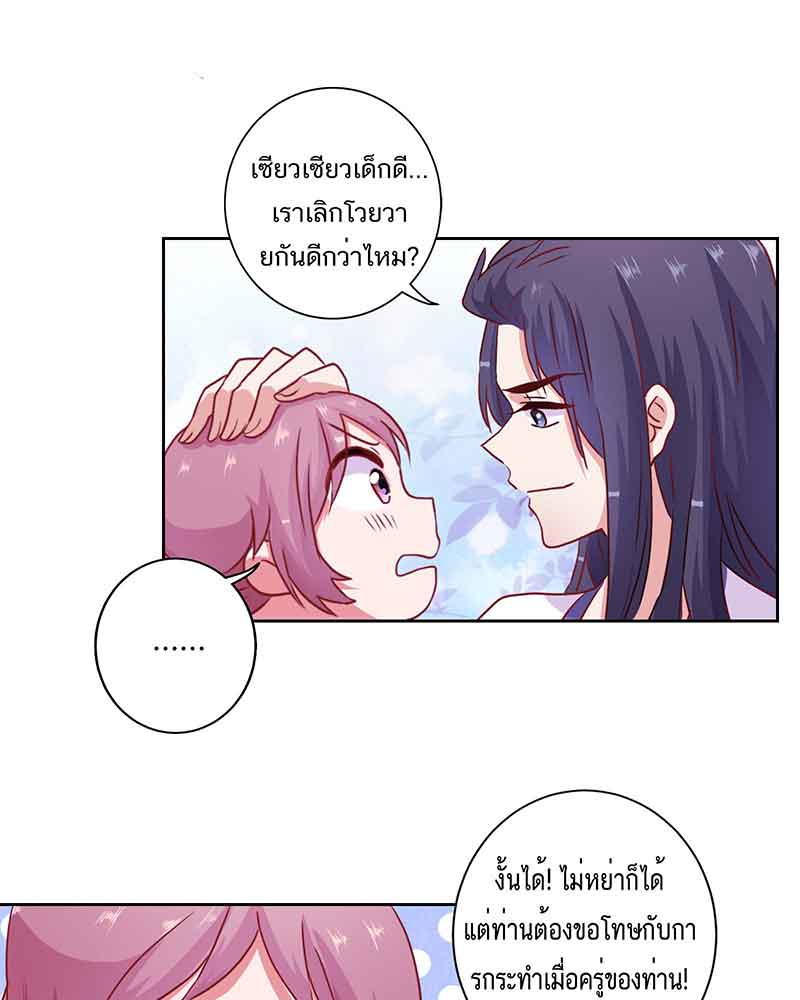 เซียวเซียวเด็กดี...
เราเลิกโวยวา
ยกันดีกว่าไหม?
......
งั้นได้! ไม่หย่าก็ได้
แต่ท่านต้องขอโทษกับกา
รกระทำเมื่อครู่ของท่าน!